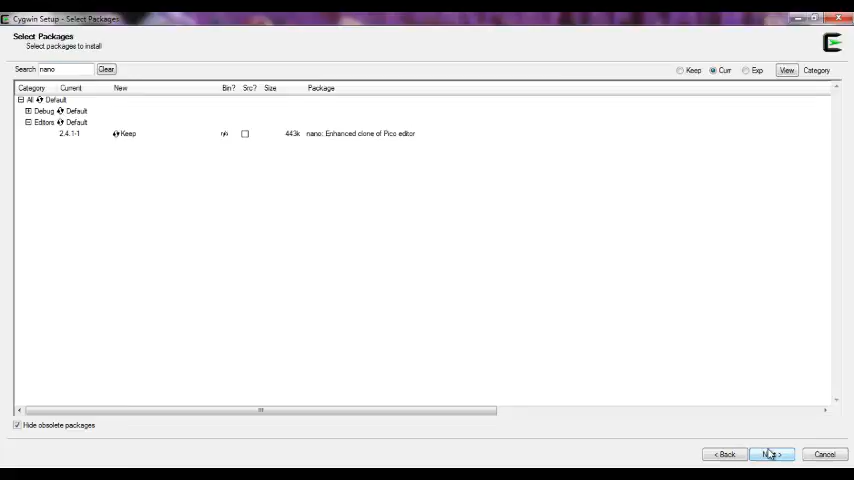 Cygwin Setup - Select Packages
Select Packages
Select packages to install
Search nano Clear Keep Curr Exp View Category
Category Current New Bin? Src? Size Package
All Default
Debug Default
Editors Default
2.4.1-1 Keep n/a 443k nano: Enhanced clone of Pico editor
Hide obsolete packages
< Back Next > Cancel